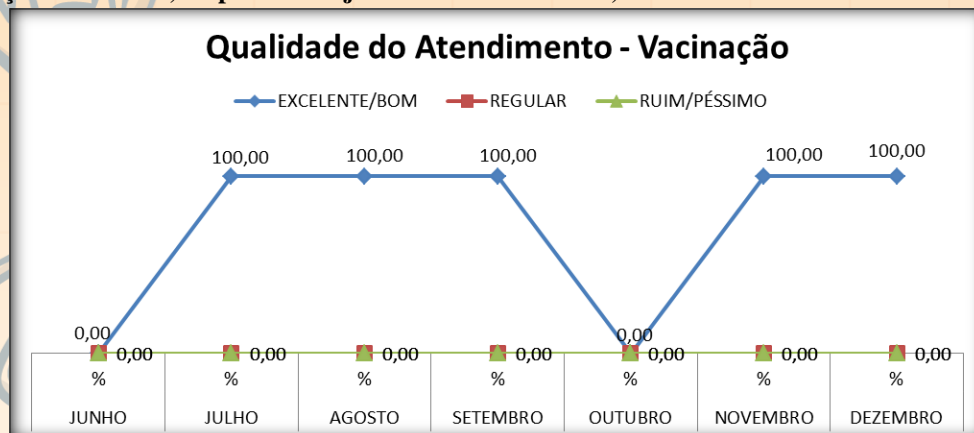 Qualidade do Atendimento - Vacinação
EXCELENTE/BOM REGULAR RUIM/PÉSSIMO
100,00 100,00 100,00 100,00 100,00
0,00 0,00
0,00 0,00 0,00 0,00 0,00 0,00 0,00
% % % % % % %
JUNHO JULHO AGOSTO SETEMBRO OUTUBRO NOVEMBRO DEZEMBRO